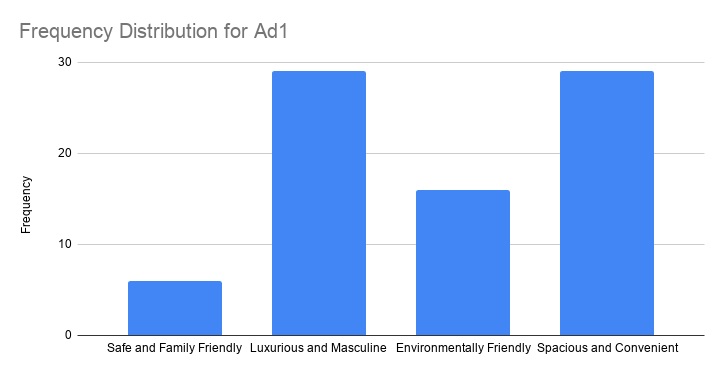 Frequency Distribution for Ad1
30
20
10
0
Frequency
Safe and Family Friendly
Luxurious and Masculine
Environmentally Friendly
Spacious and Convenient